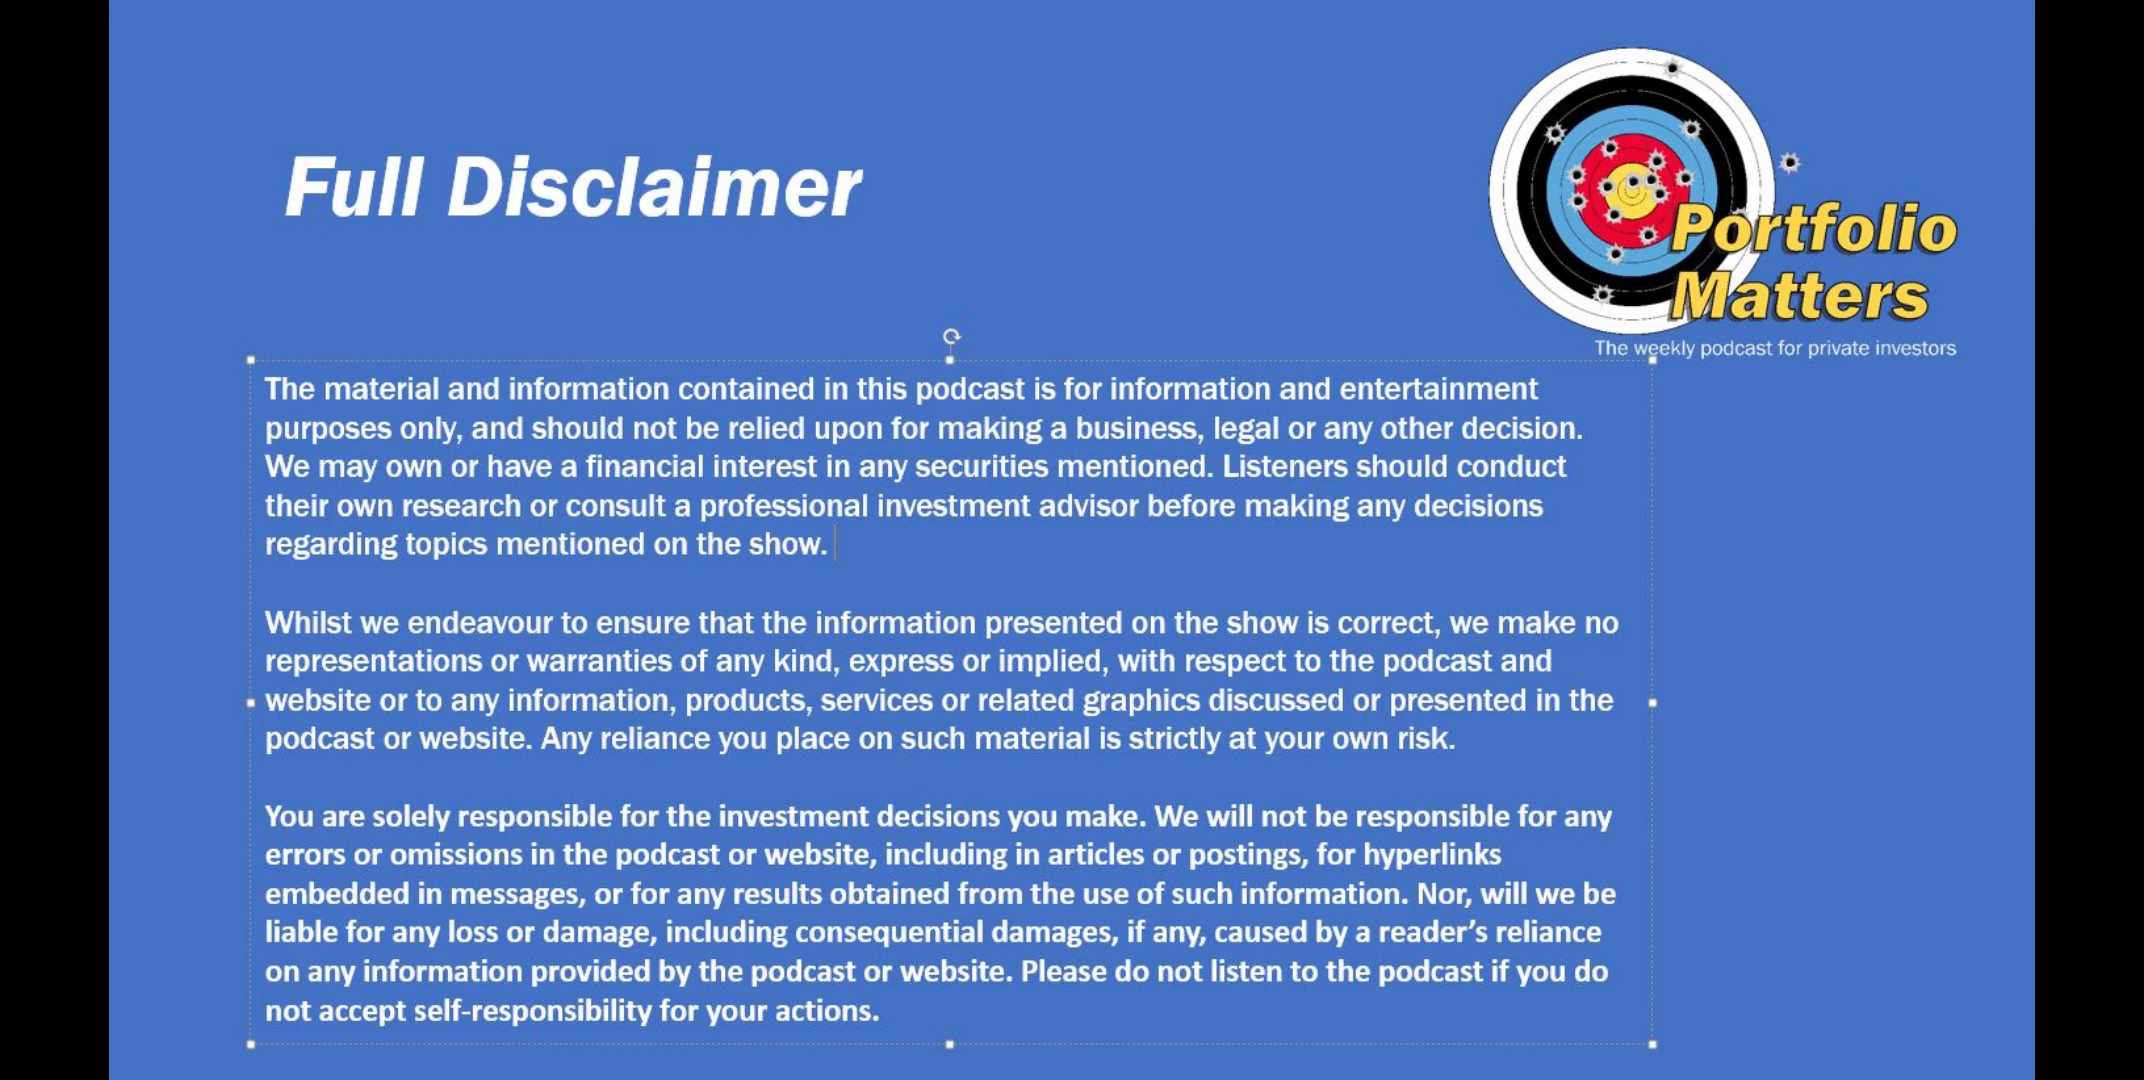 Full Disclaimer
Portfolio
Matters
The weekly podcast for private investors
The material and information contained in this podcast is for information and entertainment
purposes only, and should not be relied upon for making a business, legal or any other decision.
We may own or have a financial interest in any securities mentioned. Listeners should conduct
their own research or consult a professional investment advisor before making any decisions
regarding topics mentioned on the show.
Whilst we endeavour to ensure that the information presented on the show is correct, we make no
representations or warranties of any kind, express or implied, with respect to the podcast and
website or to any information, products, services or related graphics discussed or presented in the
podcast or website. Any reliance you place on such material is strictly at your own risk.
You are solely responsible for the investment decisions you make. We will not be responsible for any
errors or omissions in the podcast or website, including in articles or postings, for hyperlinks
embedded in messages, or for any results obtained from the use of such information. Nor, will we be
liable for any loss or damage, including consequential damages, if any, caused by a reader’s reliance
on any information provided by the podcast or website. Please do not listen to the podcast if you do
not accept self-responsibility for your actions.